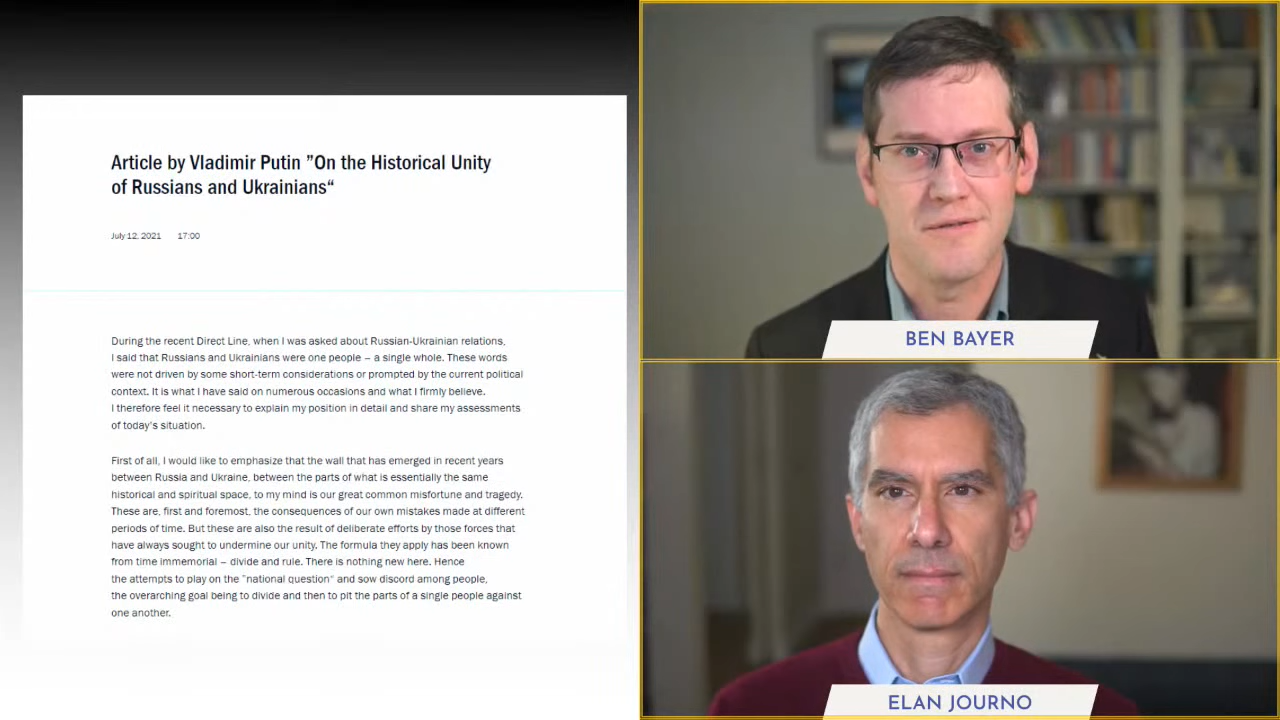 Article by Vladimir Putin ”On the Historical Unity
of Russians and Ukrainians“
July 12, 2021 17:00
During the recent Direct Line, when I was asked about Russian-Ukrainian relations,
I said that Russians and Ukrainians were one people – a single whole. These words
were not driven by some short-term considerations or prompted by the current political
context. It is what I have said on numerous occasions and what I firmly believe.
I therefore feel it necessary to explain my position in detail and share my assessments
of today's situation.
First of all, I would like to emphasize that the wall that has emerged in recent years
between Russia and Ukraine, between the parts of what is essentially the same
historical and spiritual space, to my mind is our great common misfortune and tragedy.
These are, first and foremost, the consequences of our own mistakes made at different
periods of time. But these are also the result of deliberate efforts by those forces that
have always sought to undermine our unity. The formula they apply has been known
from time immemorial – divide and rule. There is nothing new here. Hence
the attempts to play on the ”national question“ and sow discord among people,
the overarching goal being to divide and then to pit the parts of a single people against
one another.
BEN BAYER
ELAN JOURNO